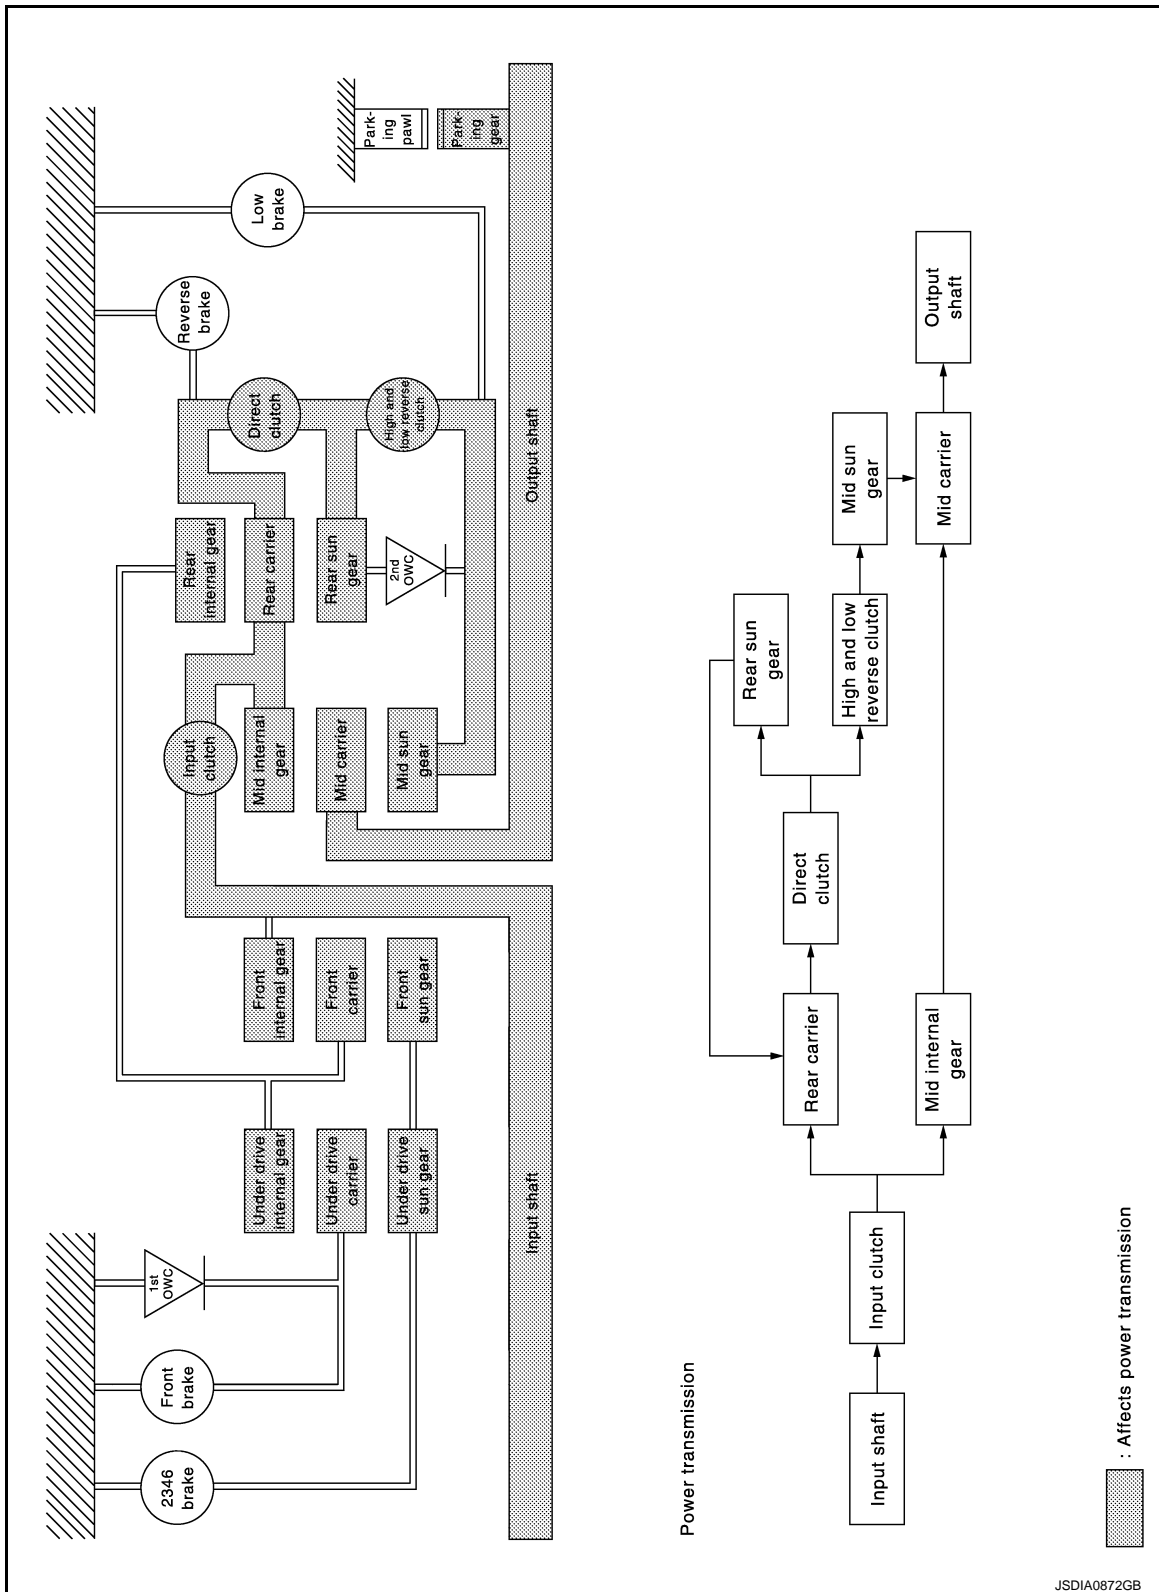 2346
brake
Front
brake
1st
OWC
Under drive
internal gear
Under drive
carrier
Under drive
sun gear
Front
internal gear
Front
carrier
Front
sun gear
Input shaft
Input
clutch
Mid internal
gear
Mid carrier
Mid sun
gear
Rear
internal gear
Rear carrier
Rear sun
gear
2nd
OWC
Direct
clutch
High and
low reverse
clutch
Reverse
brake
Low
brake
Output shaft
Park-
ing
pawl
Park-
ing
gear
Power transmission
Input shaft
Input clutch
Rear carrier
Mid internal
gear
Direct
clutch
Rear sun
gear
High and low
reverse clutch
Mid sun
gear
Mid carrier
Output
shaft
: Affects power transmission
JSDIA0872GB